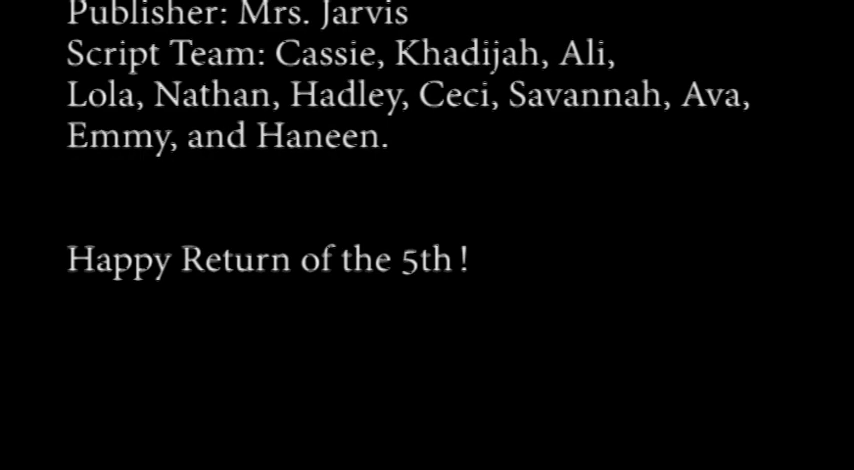 Publisher: Mrs. Jarvis
Script Team: Cassie, Khadijah, Ali,
Lola, Nathan, Hadley, Ceci, Savannah, Ava,
Emmy, and Haneen.
Happy Return of the 5th!